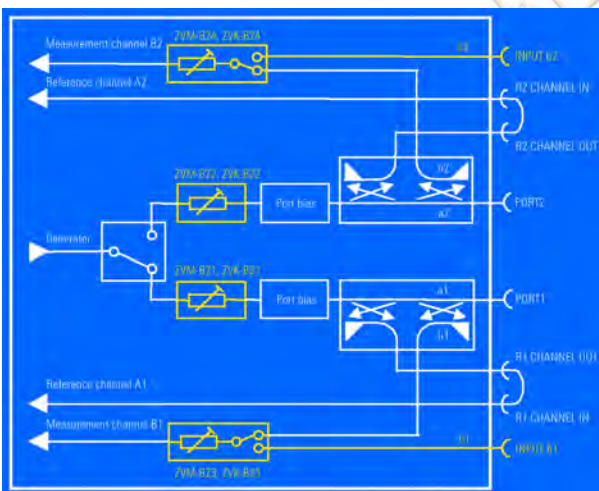 Measurement channel B2
ZVM-B24, ZVK-B24
INPUT B2
Reference channel A2
R2 CHANNEL IN
R2 CHANNEL OUT
b2'
ZVM-B22, ZVK-B22
Port bias
a2'
PORT2
Generator
ZVM-B21, ZVK-B21
Port bias
a1
PORT1
b1
R1 CHANNEL OUT
Reference channel A1
R1 CHANNEL IN
Measurement channel B1
INPUT B1
ZVM-B23, ZVK-B23